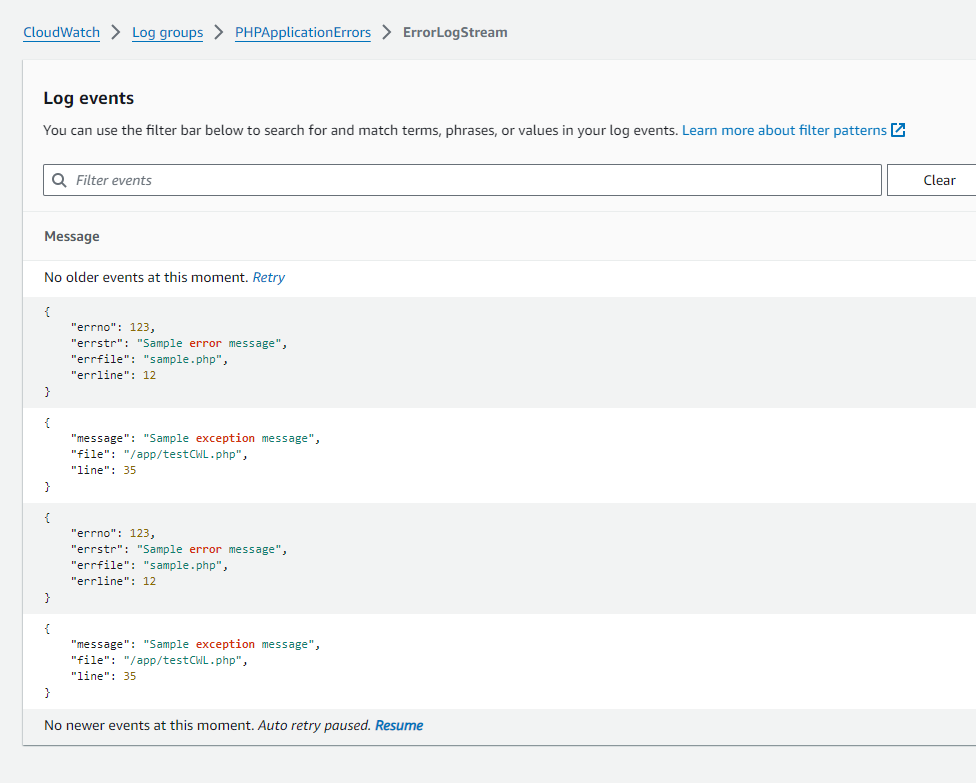 CloudWatch > Log groups > PHPApplicationErrors > ErrorLogStream
Log events
You can use the filter bar below to search for and match terms, phrases, or values in your log events. Learn more about filter patterns
Filter events
Clear
Message
No older events at this moment. Retry
{
    "errno": 123,
    "errstr": "Sample error message",
    "errfile": "sample.php",
    "errline": 12
}
{
    "message": "Sample exception message",
    "file": "/app/testCWL.php",
    "line": 35
}
{
    "errno": 123,
    "errstr": "Sample error message",
    "errfile": "sample.php",
    "errline": 12
}
{
    "message": "Sample exception message",
    "file": "/app/testCWL.php",
    "line": 35
}
No newer events at this moment. Auto retry paused. Resume